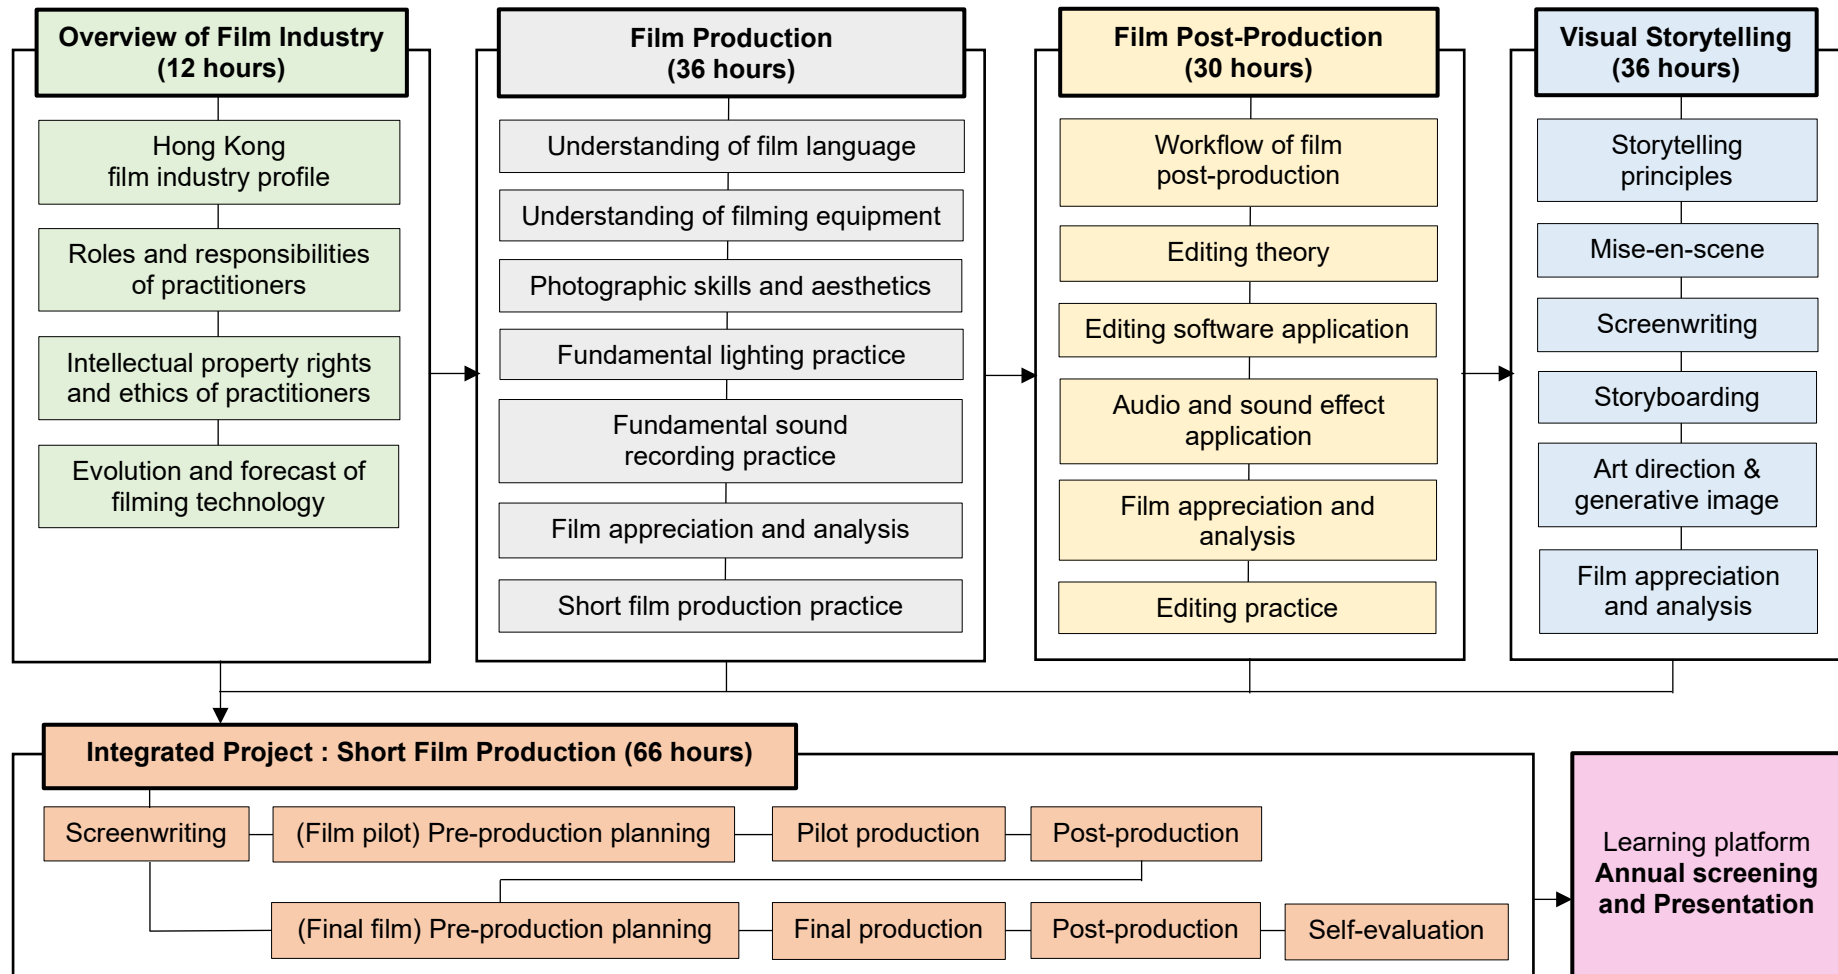 Overview of Film Industry
(12 hours)
Hong Kong
film industry profile
Roles and responsibilities
of practitioners
Intellectual property rights
and ethics of practitioners
Evolution and forecast of
filming technology
Film Production
(36 hours)
Understanding of film language
Understanding of filming equipment
Photographic skills and aesthetics
Fundamental lighting practice
Fundamental sound
recording practice
Film appreciation and analysis
Short film production practice
Film Post-Production
(30 hours)
Workflow of film
post-production
Editing theory
Editing software application
Audio and sound effect
application
Film appreciation and
analysis
Editing practice
Visual Storytelling
(36 hours)
Storytelling
principles
Mise-en-scene
Screenwriting
Storyboarding
Art direction &
generative image
Film appreciation
and analysis
Integrated Project : Short Film Production (66 hours)
Screenwriting
(Film pilot) Pre-production planning
Pilot production
Post-production
(Final film) Pre-production planning
Final production
Post-production
Self-evaluation
Learning platform
Annual screening
and Presentation